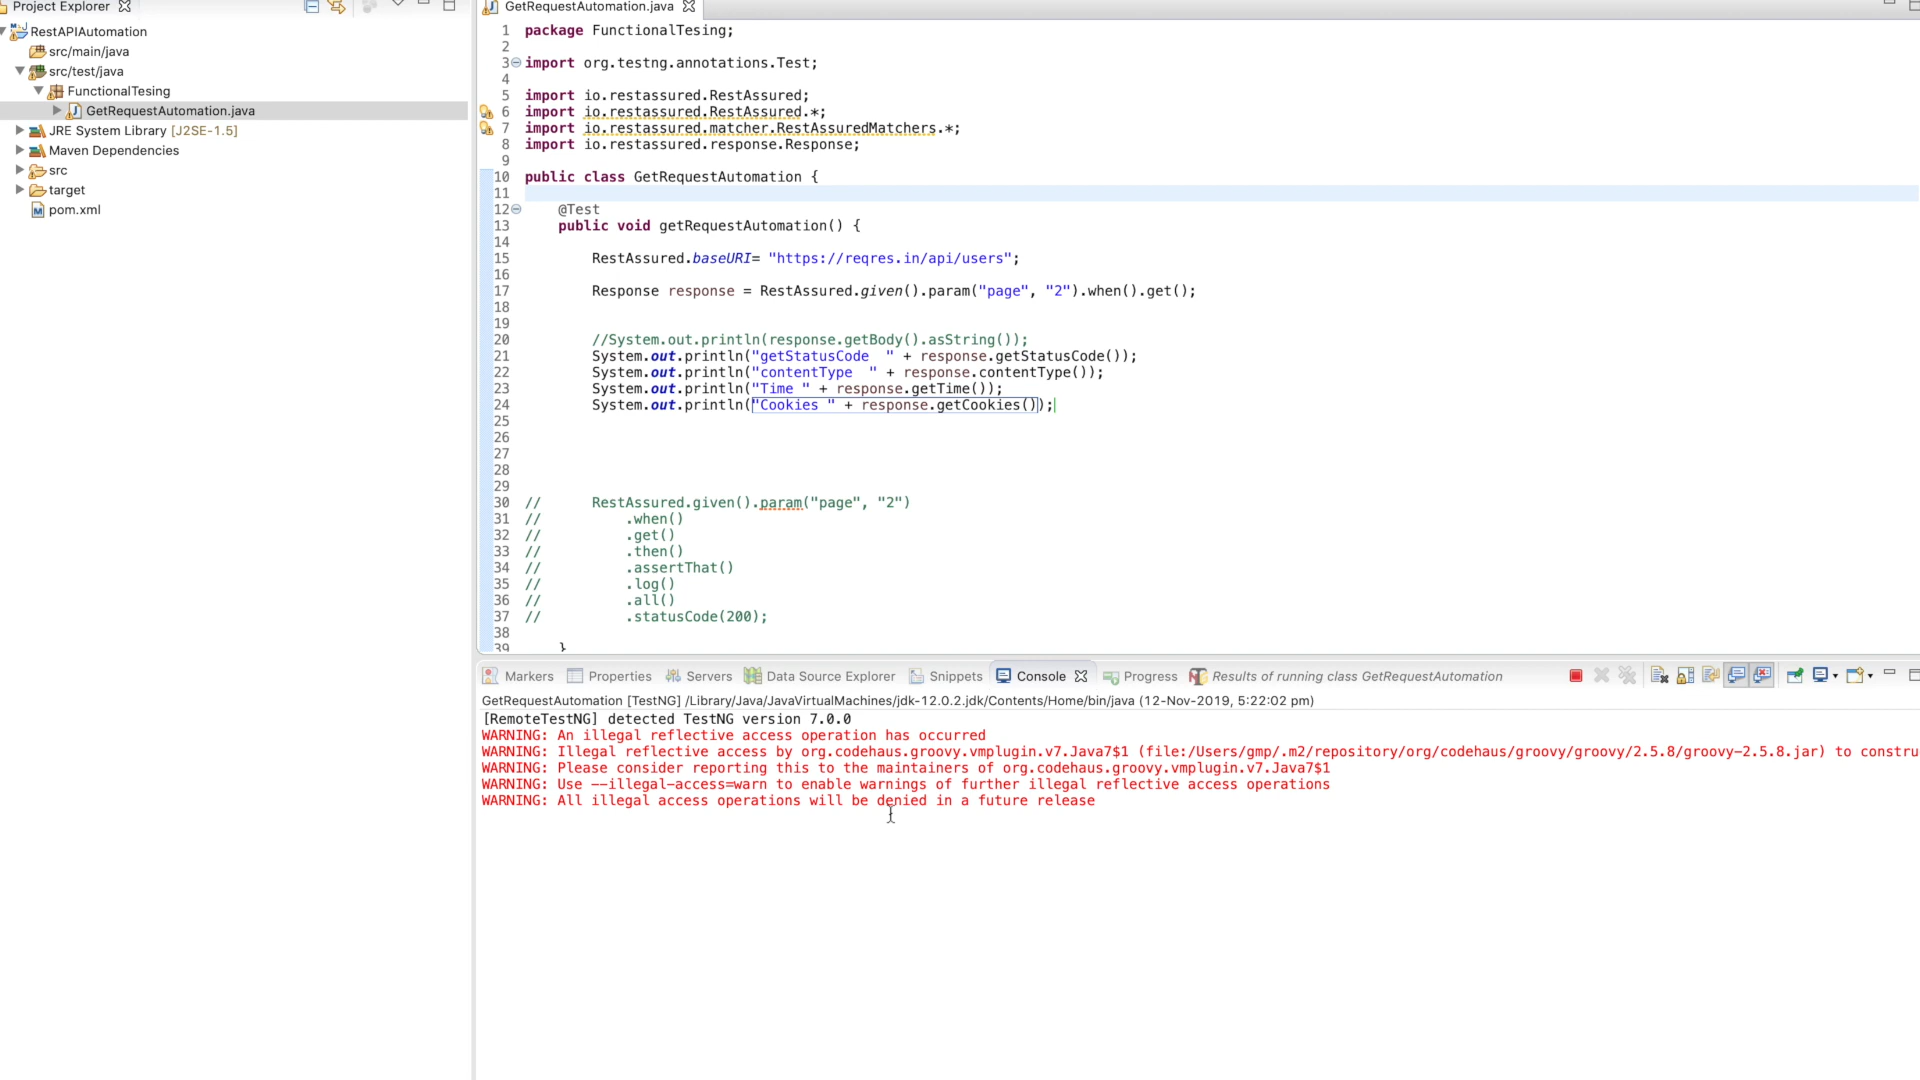 Project Explorer
RestAPIAutomation
src/main/java
src/test/java
FunctionalTesing
GetRequestAutomation.java
JRE System Library [J2SE-1.5]
Maven Dependencies
src
target
pom.xml
GetRequestAutomation.java
1 package FunctionalTesing;
2
3 import org.testng.annotations.Test;
4
5 import io.restassured.RestAssured;
6 import io.restassured.RestAssured.*;
7 import io.restassured.matcher.RestAssuredMatchers.*;
8 import io.restassured.response.Response;
9
10 public class GetRequestAutomation {
11
12 @Test
13 public void getRequestAutomation() {
14
15 RestAssured.baseURI= "https://reqres.in/api/users";
16
17 Response response = RestAssured.given().param("page", "2").when().get();
18
19
20 //System.out.println(response.getBody().asString());
21 System.out.println("getStatusCode  " + response.getStatusCode());
22 System.out.println("contentType  " + response.contentType());
23 System.out.println("Time " + response.getTime());
24 System.out.println("Cookies " + response.getCookies());
25
26
27
28
29
30 // RestAssured.given().param("page", "2")
31 // .when()
32 // .get()
33 // .then()
34 // .assertThat()
35 // .log()
36 // .all()
37 // .statusCode(200);
38
39 }
Markers Properties Servers Data Source Explorer Snippets Console Progress Results of running class GetRequestAutomation
GetRequestAutomation [TestNG] /Library/Java/JavaVirtualMachines/jdk-12.0.2.jdk/Contents/Home/bin/java (12-Nov-2019, 5:22:02 pm)
[RemoteTestNG] detected TestNG version 7.0.0
WARNING: An illegal reflective access operation has occurred
WARNING: Illegal reflective access by org.codehaus.groovy.vmplugin.v7.Java7$1 (file:/Users/gmp/.m2/repository/org/codehaus/groovy/groovy/2.5.8/groovy-2.5.8.jar) to constru
WARNING: Please consider reporting this to the maintainers of org.codehaus.groovy.vmplugin.v7.Java7$1
WARNING: Use --illegal-access=warn to enable warnings of further illegal reflective access operations
WARNING: All illegal access operations will be denied in a future release